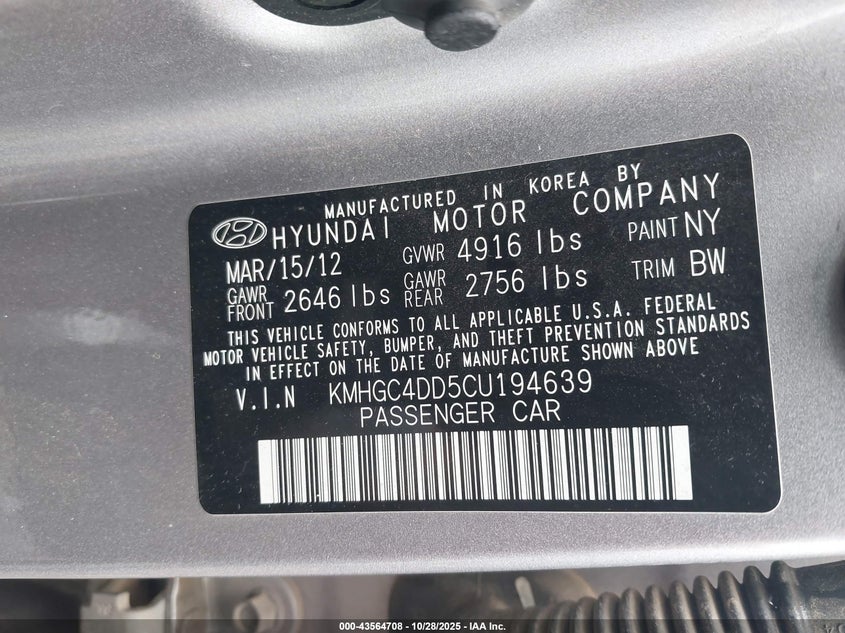 MANUFACTURED IN KOREA BY
HYUNDAI MOTOR COMPANY
MAR/15/12 GVWR 4916 lbs PAINT NY
GAWR FRONT 2646 lbs GAWR REAR 2756 lbs TRIM BW
THIS VEHICLE CONFORMS TO ALL APPLICABLE U.S.A. FEDERAL
MOTOR VEHICLE SAFETY, BUMPER, AND THEFT PREVENTION STANDARDS
IN EFFECT ON THE DATE OF MANUFACTURE SHOWN ABOVE
V.I.N KMHGC4DD5CU194639
PASSENGER CAR
000-43564708 - 10/28/2025 - IAA Inc.